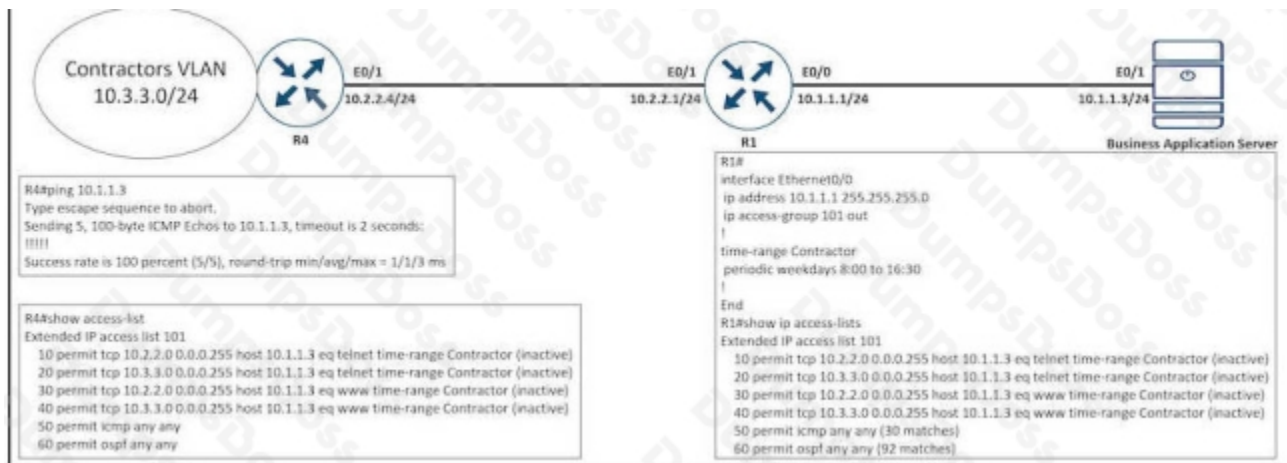 Contractors VLAN
10.3.3.0/24
E0/1
10.2.2.4/24
R4
E0/1
10.2.2.1/24
E0/0
10.1.1.1/24
R1
E0/1
10.1.1.3/24
Business Application Server
R4#ping 10.1.1.3
Type escape sequence to abort.
Sending 5, 100-byte ICMP Echos to 10.1.1.3, timeout is 2 seconds:
!!!!!
Success rate is 100 percent (5/5), round-trip min/avg/max = 1/1/3 ms
R4#show access-list
Extended IP access list 101
10 permit tcp 10.2.2.0 0.0.0.255 host 10.1.1.3 eq telnet time-range Contractor (inactive)
20 permit tcp 10.3.3.0 0.0.0.255 host 10.1.1.3 eq telnet time-range Contractor (inactive)
30 permit tcp 10.2.2.0 0.0.0.255 host 10.1.1.3 eq www time-range Contractor (inactive)
40 permit tcp 10.3.3.0 0.0.0.255 host 10.1.1.3 eq www time-range Contractor (inactive)
50 permit icmp any any
60 permit ospf any any
R1#
interface Ethernet0/0
ip address 10.1.1.1 255.255.255.0
ip access-group 101 out
!
time-range Contractor
periodic weekdays 8:00 to 16:30
!
End
R1#show ip access-lists
Extended IP access list 101
10 permit tcp 10.2.2.0 0.0.0.255 host 10.1.1.3 eq telnet time-range Contractor (inactive)
20 permit tcp 10.3.3.0 0.0.0.255 host 10.1.1.3 eq telnet time-range Contractor (inactive)
30 permit tcp 10.2.2.0 0.0.0.255 host 10.1.1.3 eq www time-range Contractor (inactive)
40 permit tcp 10.3.3.0 0.0.0.255 host 10.1.1.3 eq www time-range Contractor (inactive)
50 permit icmp any any (30 matches)
60 permit ospf any any (92 matches)
DumpsDoss